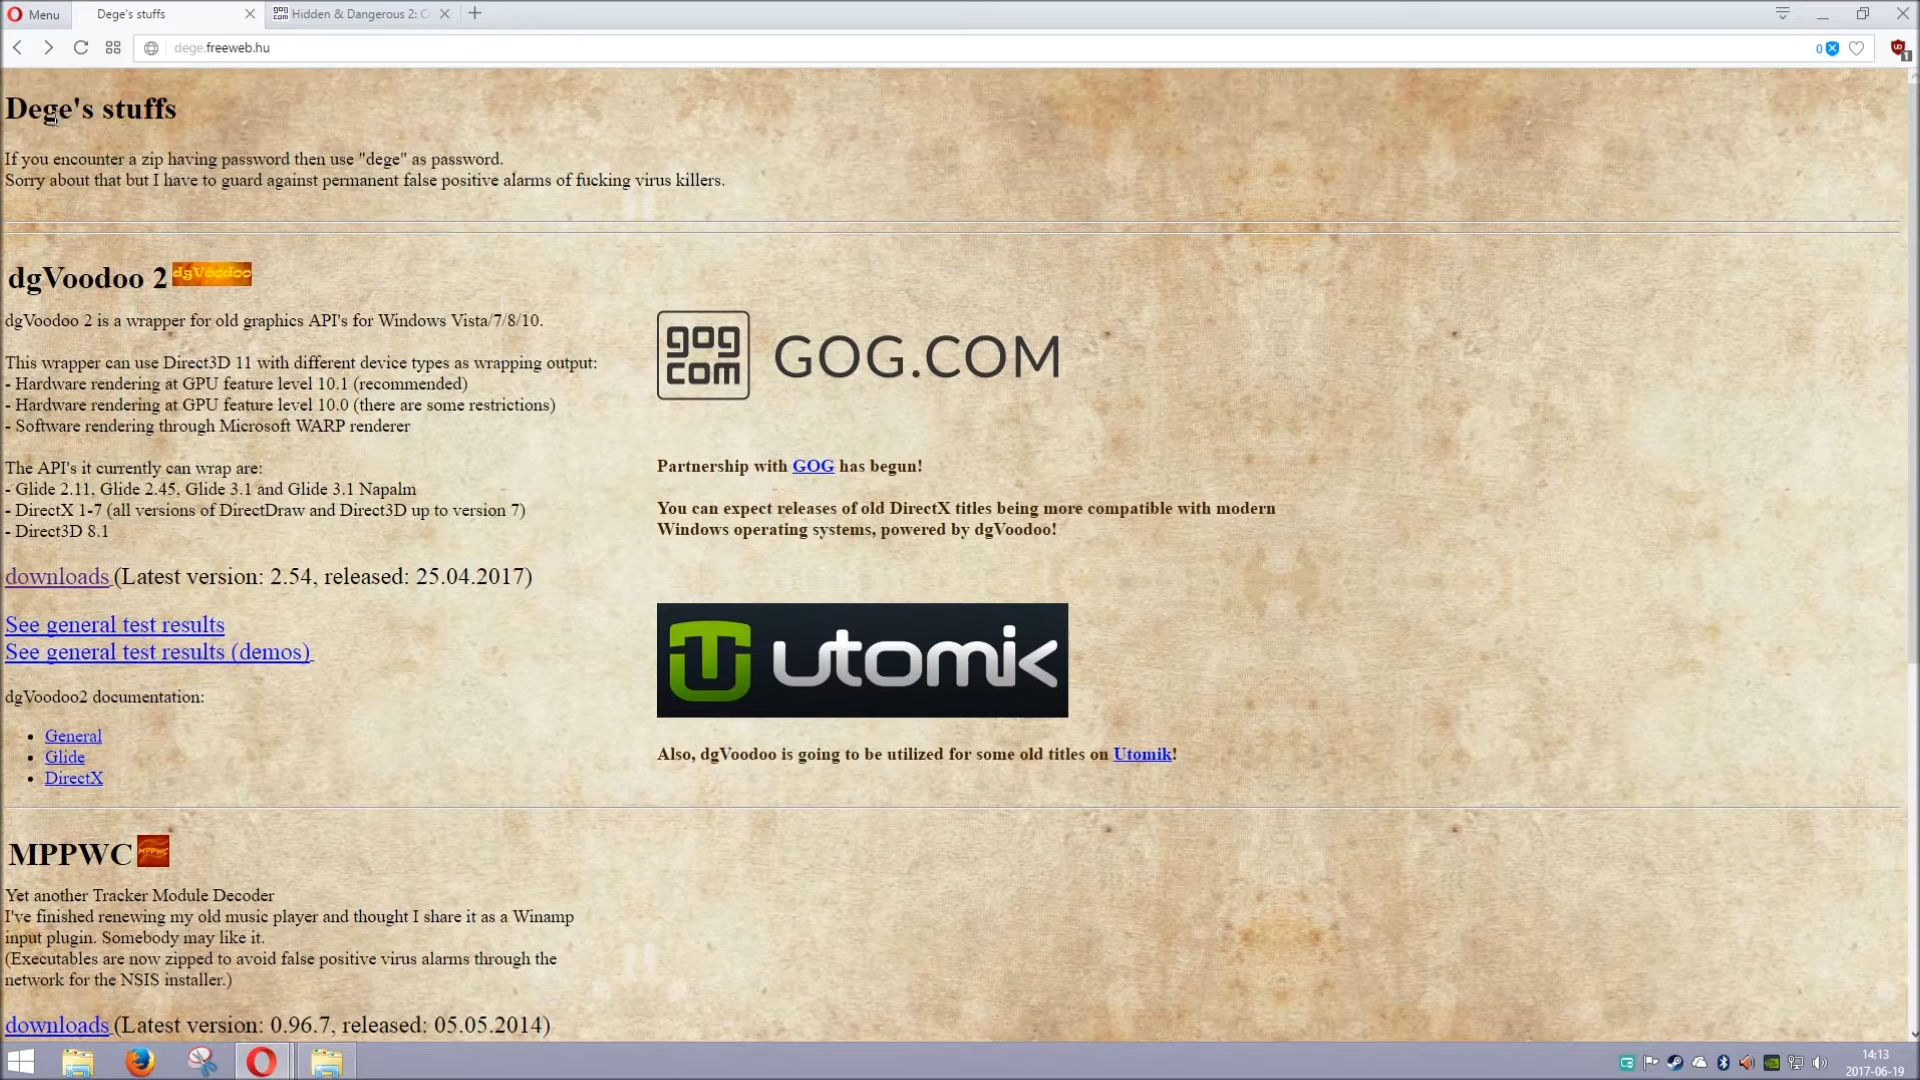 Menu
Dege's stuffs
Hidden & Dangerous 2: C
dege.freeweb.hu
0
1
Dege's stuffs
If you encounter a zip having password then use "dege" as password.
Sorry about that but I have to guard against permanent false positive alarms of fucking virus killers.
dgVoodoo 2 dgVoodoo
dgVoodoo 2 is a wrapper for old graphics API's for Windows Vista/7/8/10.
This wrapper can use Direct3D 11 with different device types as wrapping output:
- Hardware rendering at GPU feature level 10.1 (recommended)
- Hardware rendering at GPU feature level 10.0 (there are some restrictions)
- Software rendering through Microsoft WARP renderer
The API's it currently can wrap are:
- Glide 2.11, Glide 2.45, Glide 3.1 and Glide 3.1 Napalm
- DirectX 1-7 (all versions of DirectDraw and Direct3D up to version 7)
- Direct3D 8.1
downloads (Latest version: 2.54, released: 25.04.2017)
See general test results
See general test results (demos)
dgVoodoo2 documentation:
• General
• Glide
• DirectX
gog
com
GOG.COM
Partnership with GOG has begun!
You can expect releases of old DirectX titles being more compatible with modern
Windows operating systems, powered by dgVoodoo!
utomik
Also, dgVoodoo is going to be utilized for some old titles on Utomik!
MPPWC MPPWC
Yet another Tracker Module Decoder
I've finished renewing my old music player and thought I share it as a Winamp
input plugin. Somebody may like it.
(Executables are now zipped to avoid false positive virus alarms through the
network for the NSIS installer.)
downloads (Latest version: 0.96.7, released: 05.05.2014)
14:13
2017-06-19